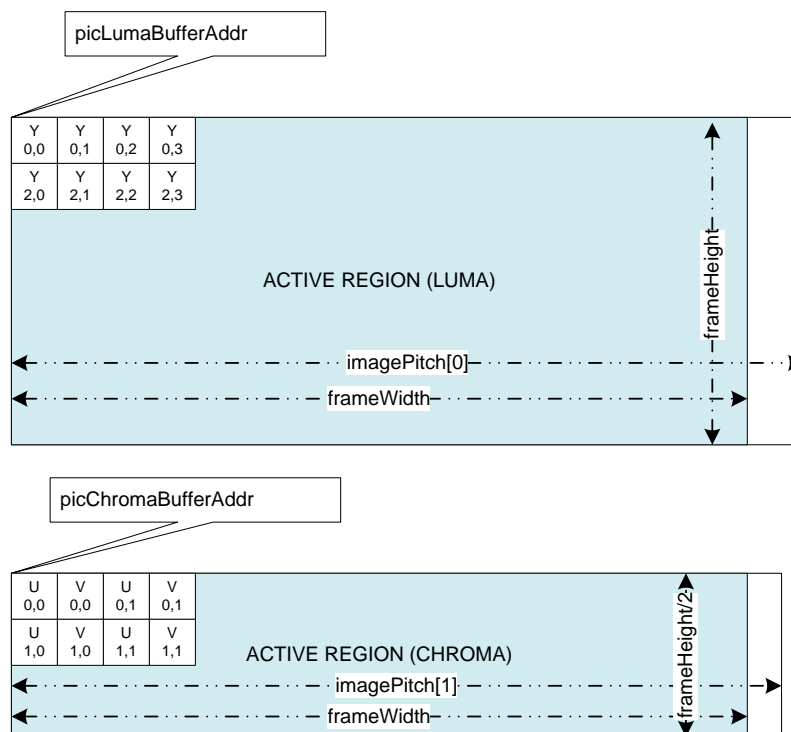 picLumaBufferAddr
Y Y Y Y
0,0 0,1 0,2 0,3
Y Y Y Y
2,0 2,1 2,2 2,3
ACTIVE REGION (LUMA)
frameHeight
imagePitch[0]
frameWidth
picChromaBufferAddr
U V U V
0,0 0,0 0,1 0,1
U V U V
1,0 1,0 1,1 1,1
ACTIVE REGION (CHROMA)
frameHeight/2
imagePitch[1]
frameWidth